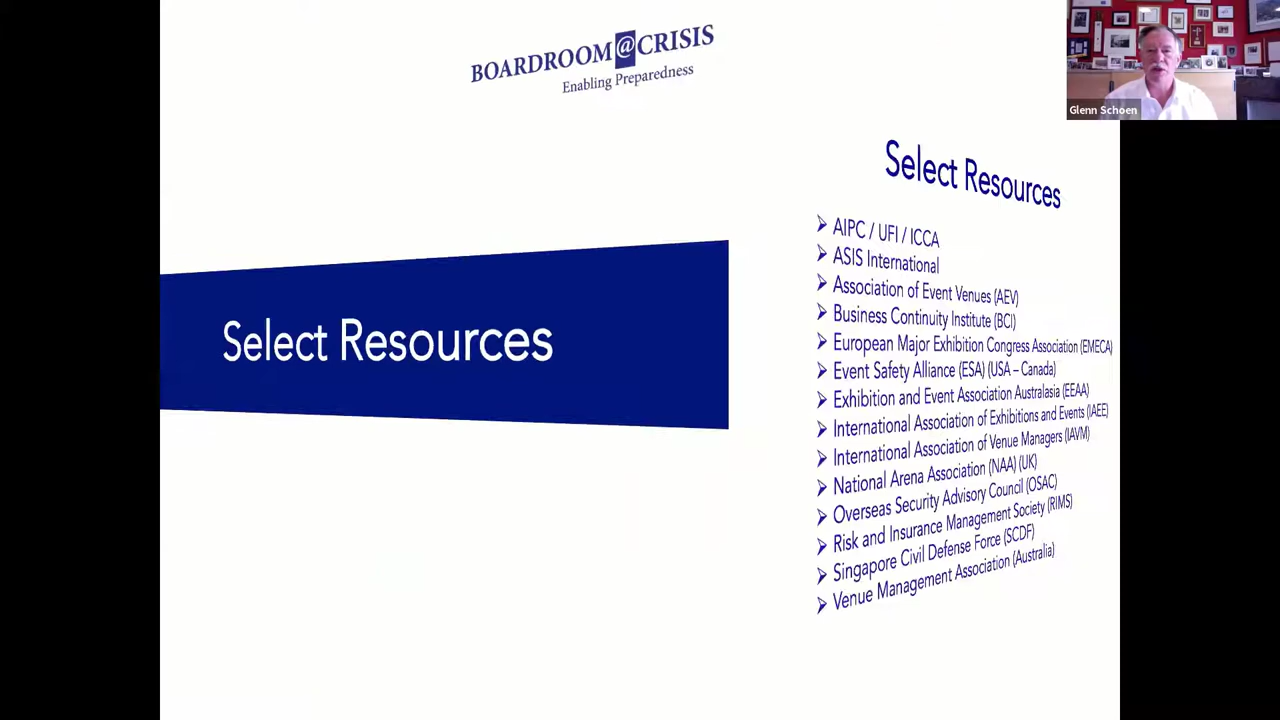 BOARDROOM@CRISIS
Enabling Preparedness
Glenn Schoen
Select Resources
Select Resources
AIPC / UFI / ICCA
ASIS International
Association of Event Venues (AEV)
Business Continuity Institute (BCI)
European Major Exhibition Congress Association (EMECA)
Event Safety Alliance (ESA) (USA – Canada)
Exhibition and Event Association Australasia (EEAA)
International Association of Exhibitions and Events (IAEE)
International Association of Venue Managers (IAVM)
National Arena Association (NAA) (UK)
Overseas Security Advisory Council (OSAC)
Risk and Insurance Management Society (RIMS)
Singapore Civil Defense Force (SCDF)
Venue Management Association (Australia)